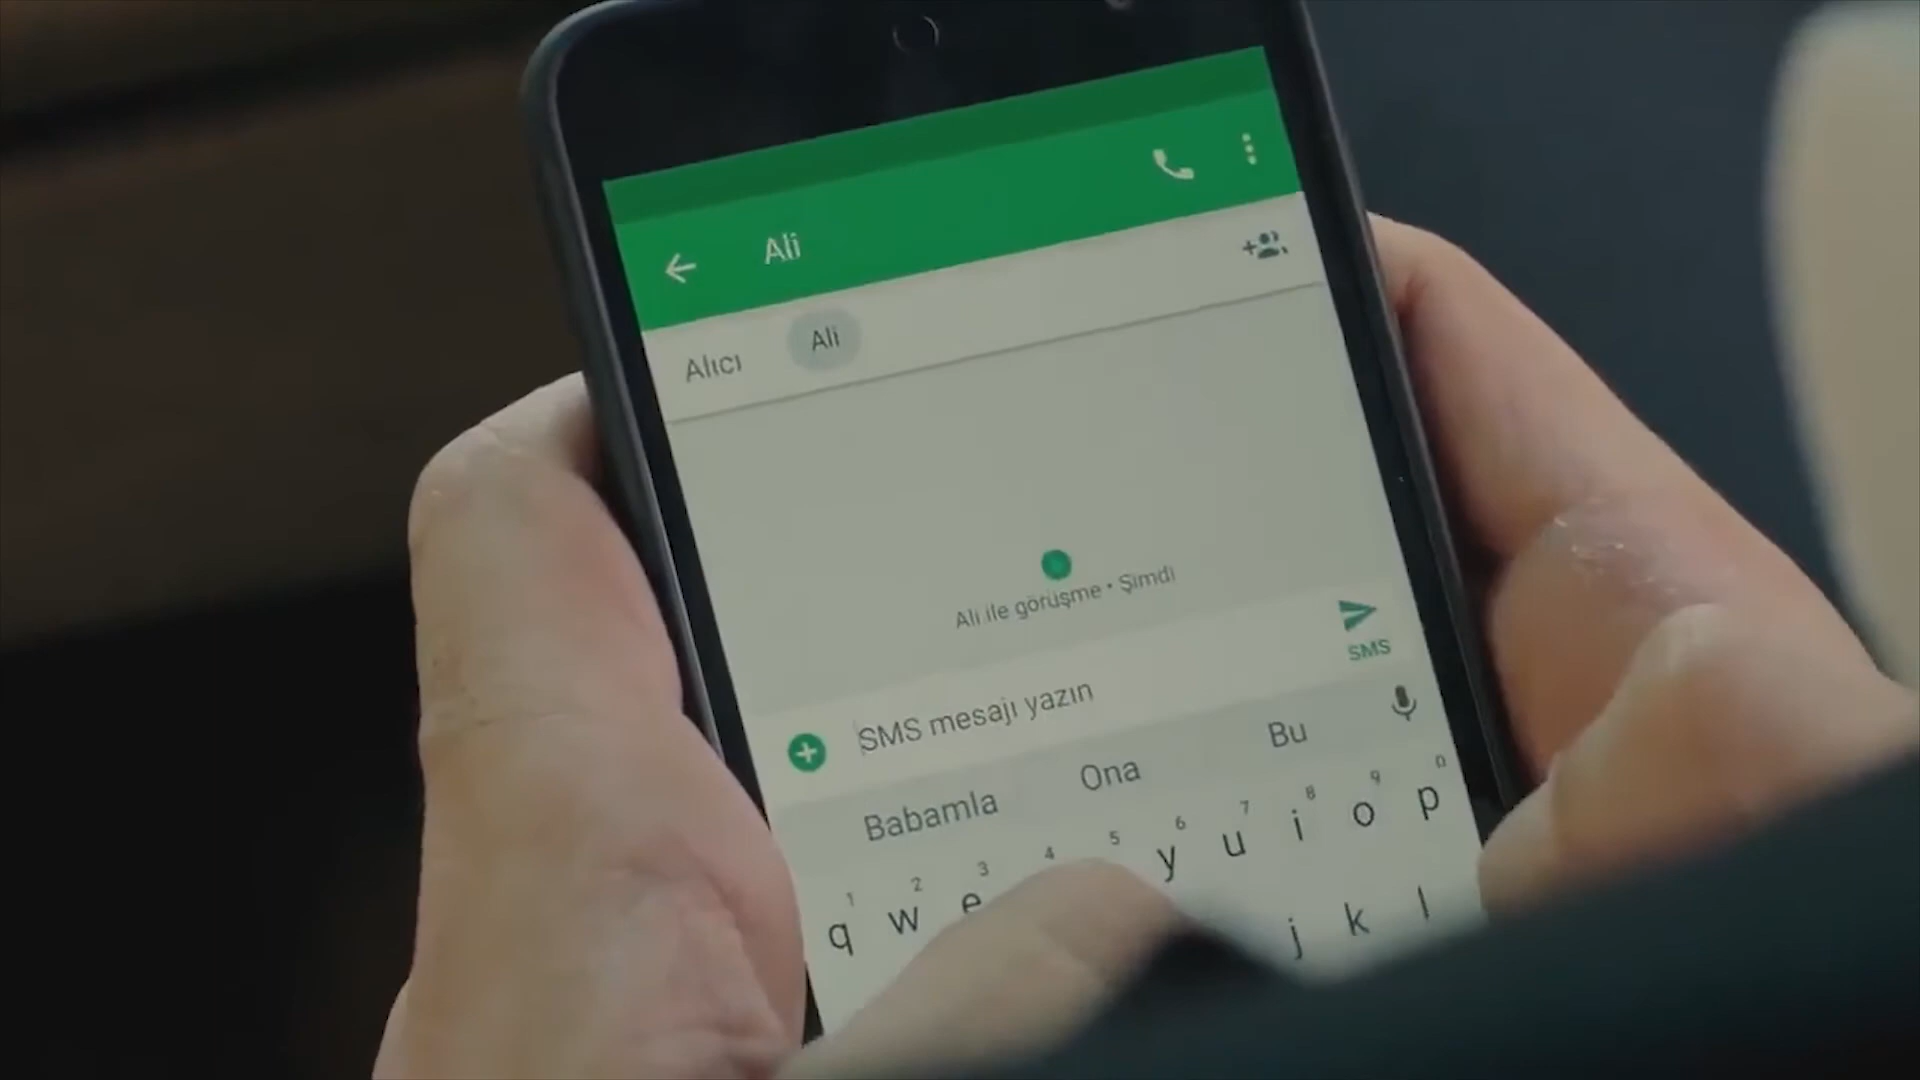 Ali
Alıcı Ali
Ali ile görüşme • Şimdi
SMS
SMS mesajı yazın
Babamla Ona Bu
1 2 3 4 5 6 7 8 9 0
q w e y u i o p
j k l